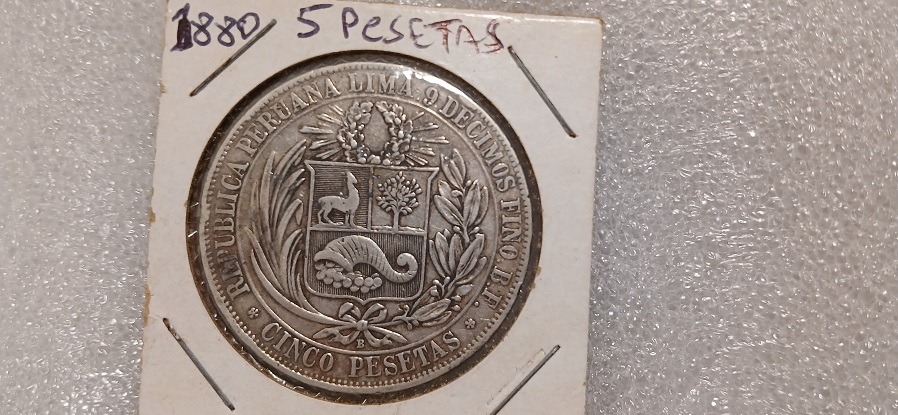 1880 5 PESETAS
REPUBLICA PERUANA LIMA 9 DECIMOS FINO B.F.
B
* CINCO PESETAS *